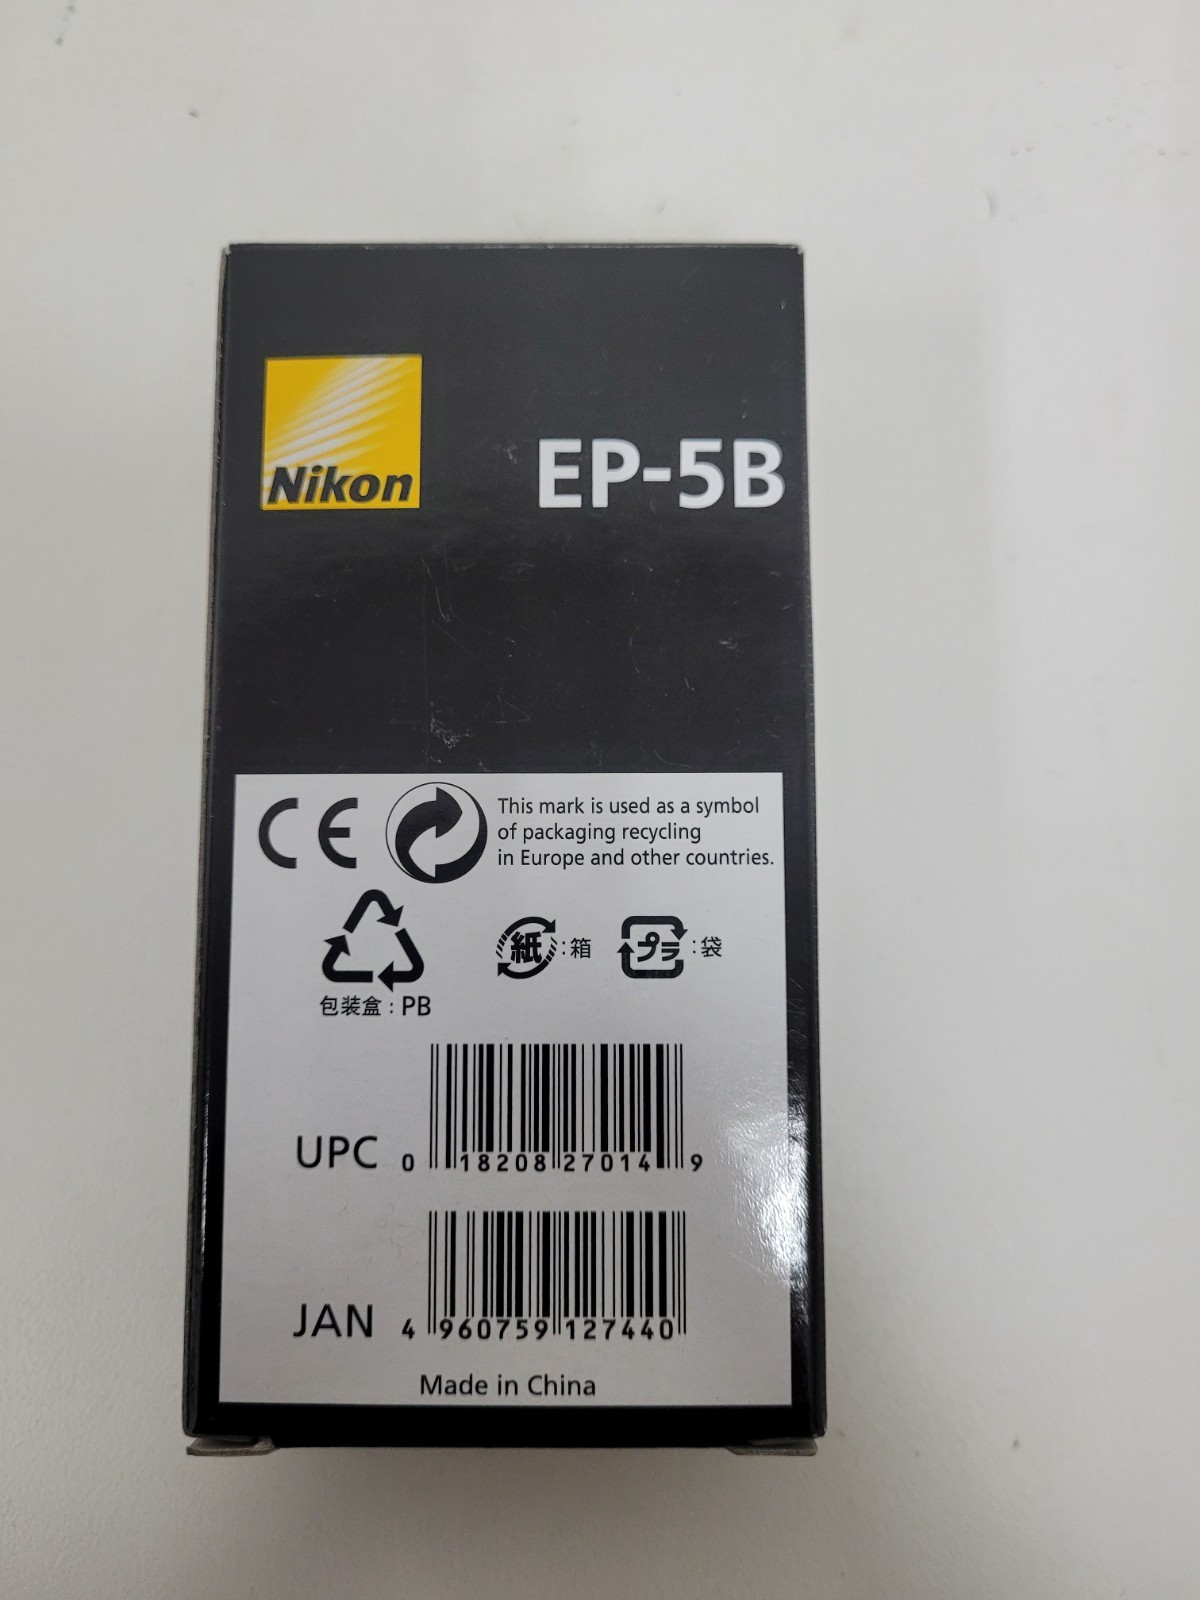 Nikon
EP-5B
CE
This mark is used as a symbol
of packaging recycling
in Europe and other countries.
紙:箱 プラ:袋
包装盒:PB
UPC 0 18208 27014 9
JAN 4 960759 127440
Made in China